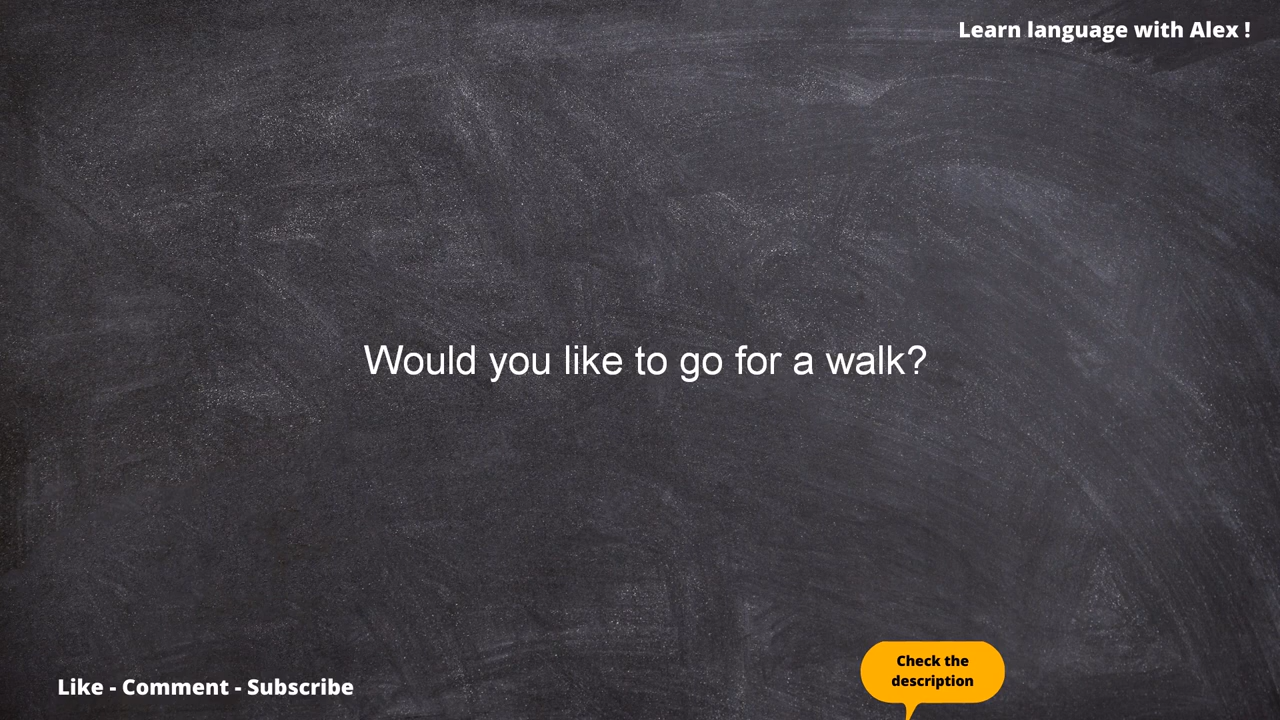 Learn language with Alex !
Would you like to go for a walk?
Check the
description
Like - Comment - Subscribe